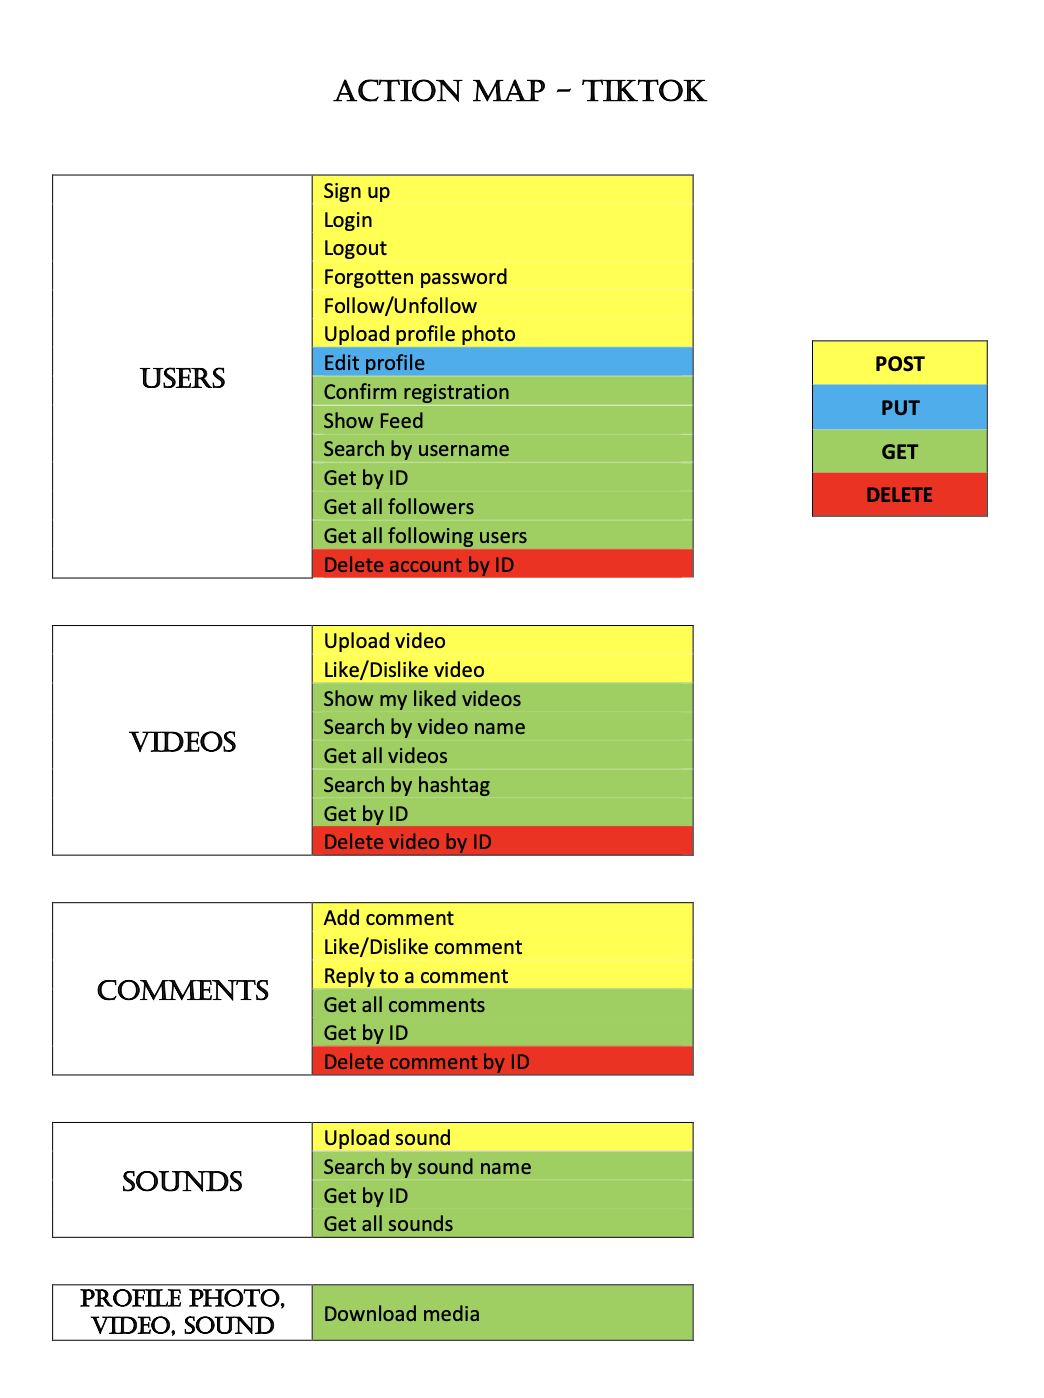 ACTION MAP – TIKTOK
USERS
Sign up
Login
Logout
Forgotten password
Follow/Unfollow
Upload profile photo
Edit profile
Confirm registration
Show Feed
Search by username
Get by ID
Get all followers
Get all following users
Delete account by ID
POST
PUT
GET
DELETE
VIDEOS
Upload video
Like/Dislike video
Show my liked videos
Search by video name
Get all videos
Search by hashtag
Get by ID
Delete video by ID
COMMENTS
Add comment
Like/Dislike comment
Reply to a comment
Get all comments
Get by ID
Delete comment by ID
SOUNDS
Upload sound
Search by sound name
Get by ID
Get all sounds
PROFILE PHOTO,
VIDEO, SOUND
Download media